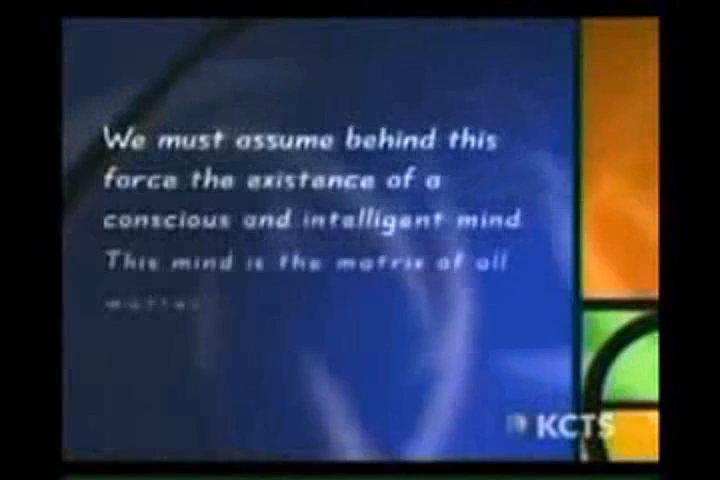 We must assume behind this
force the existence of a
conscious and intelligent mind
This mind is the matrix of all
matter
KCTS